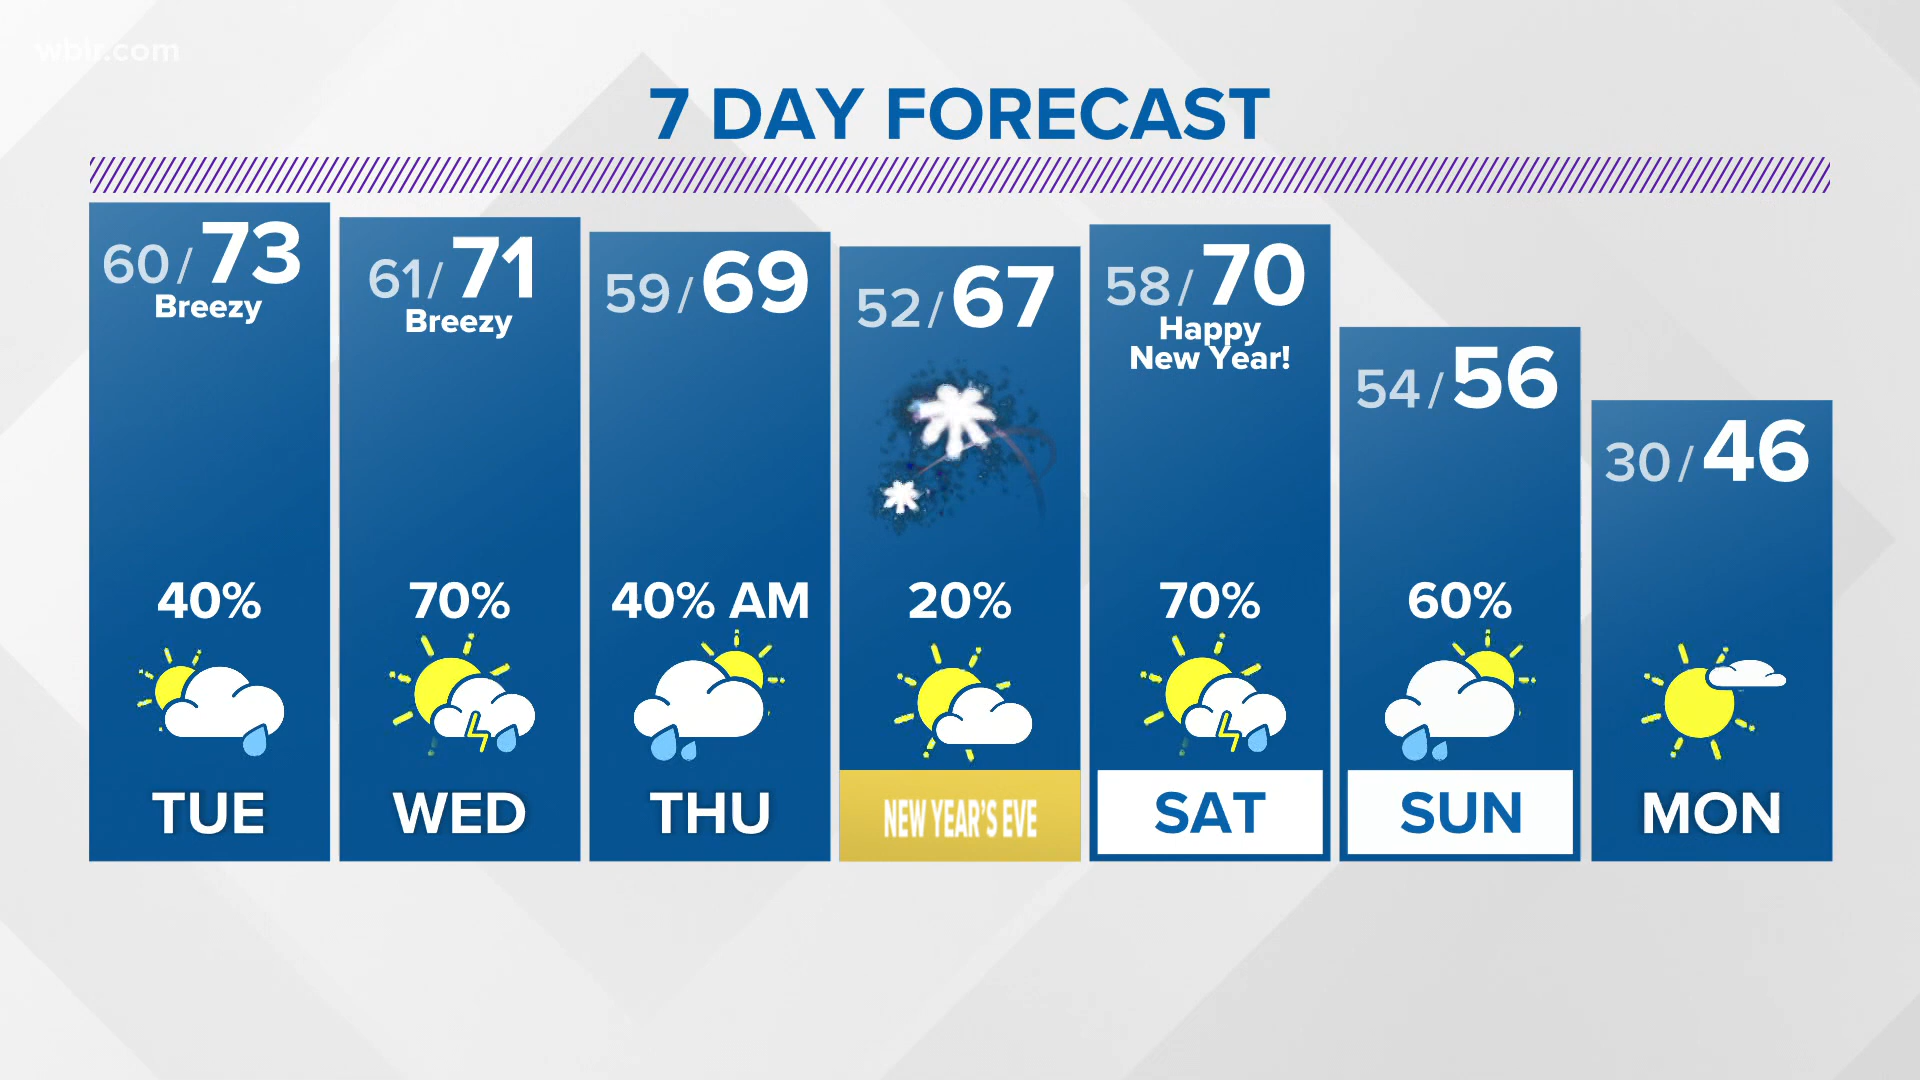 wbir.com
7 DAY FORECAST
60/73
Breezy
40%
TUE
61/71
Breezy
70%
WED
59/69
40% AM
THU
52/67
20%
NEW YEAR'S EVE
58/70
Happy
New Year!
70%
SAT
54/56
60%
SUN
30/46
MON